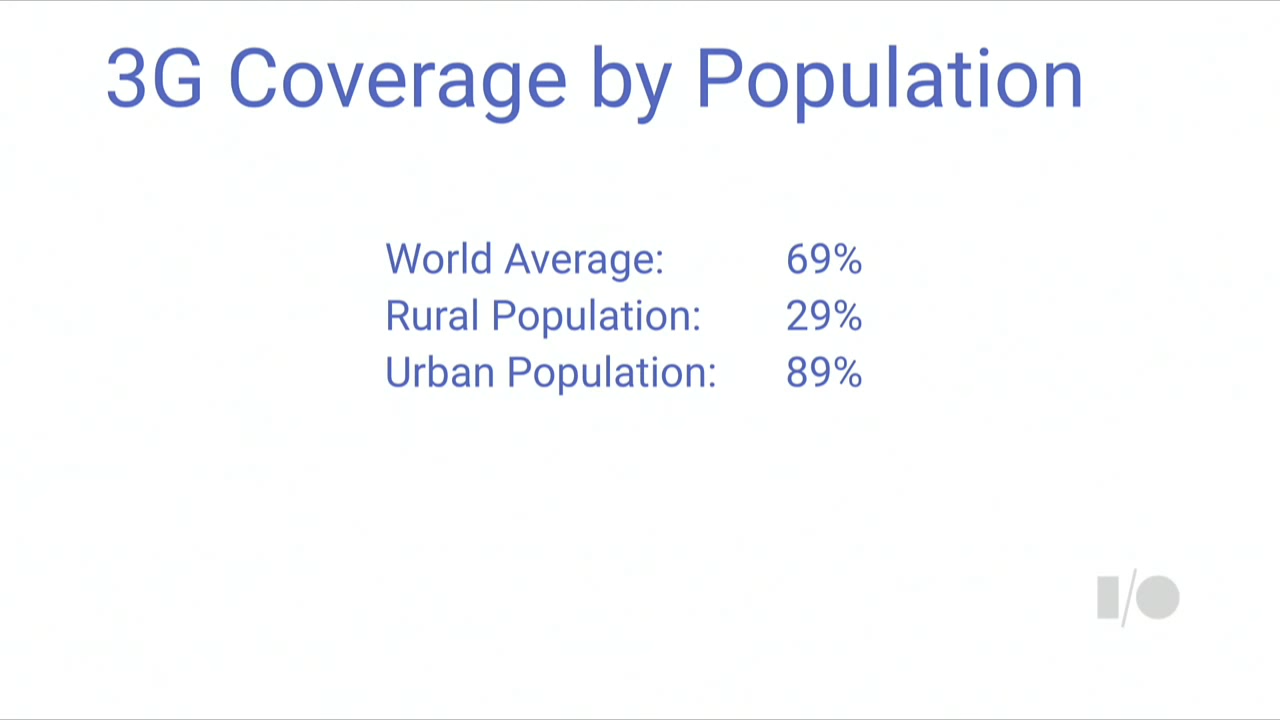 3G Coverage by Population
World Average: 69%
Rural Population: 29%
Urban Population: 89%
I/O